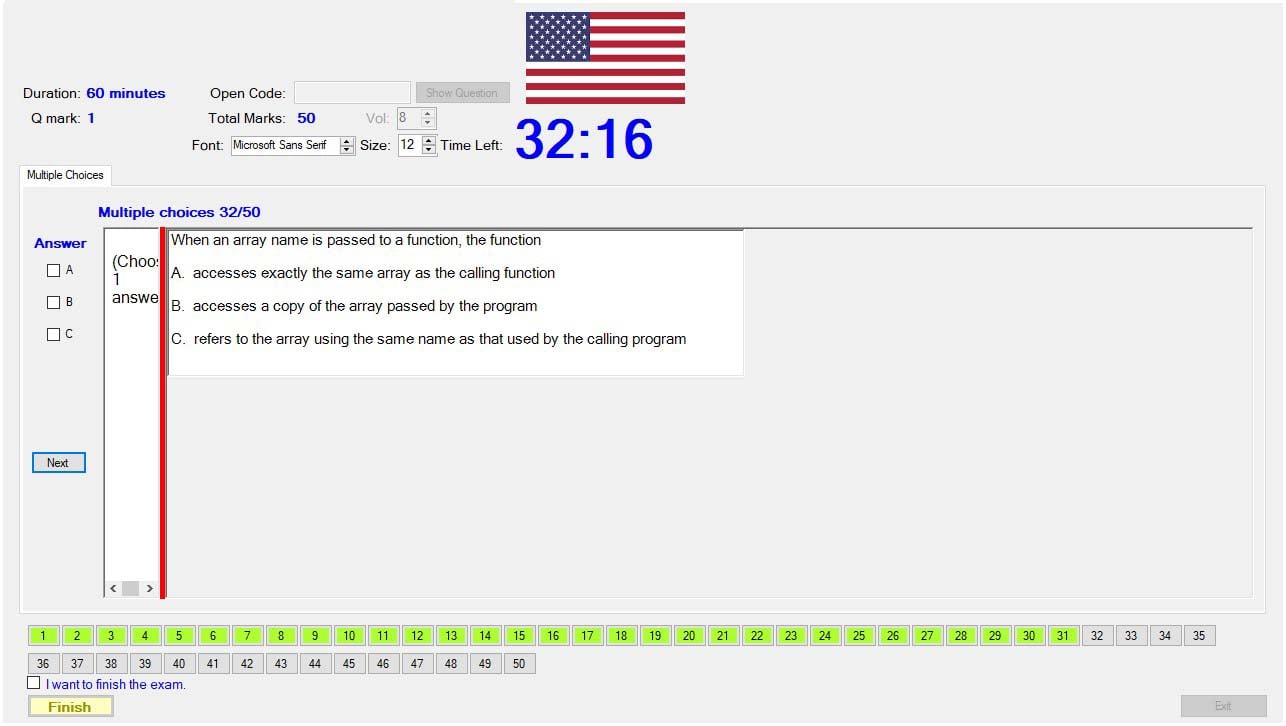 Duration: 60 minutes
Open Code:
Show Question
Q mark: 1
Total Marks: 50
Vol: 8
Font: Microsoft Sans Serif
Size: 12
Time Left: 32:16
Multiple Choices
Multiple choices 32/50
Answer
A
B
C
Next
(Choos
1
answe
When an array name is passed to a function, the function
A. accesses exactly the same array as the calling function
B. accesses a copy of the array passed by the program
C. refers to the array using the same name as that used by the calling program
1 2 3 4 5 6 7 8 9 10 11 12 13 14 15 16 17 18 19 20 21 22 23 24 25 26 27 28 29 30 31 32 33 34 35
36 37 38 39 40 41 42 43 44 45 46 47 48 49 50
I want to finish the exam.
Finish
Exit